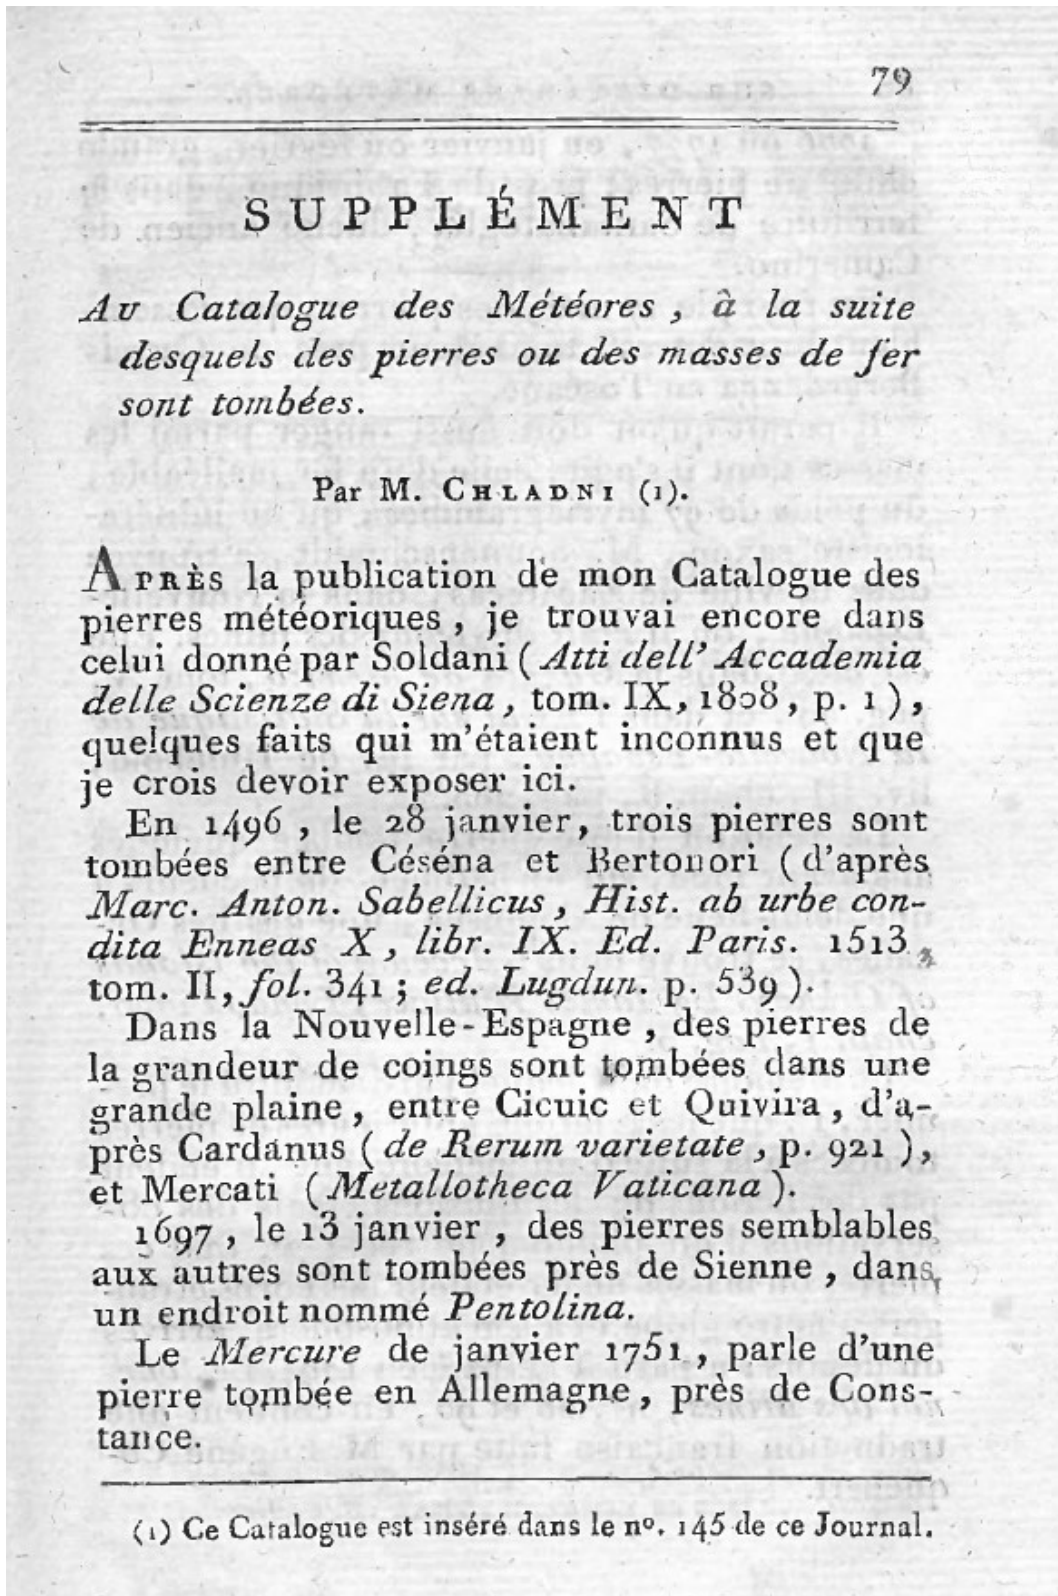 79
SUPPLÉMENT
Au Catalogue des Météores, à la suite
desquels des pierres ou des masses de fer
sont tombées.
Par M. CHLADNI (1).
APRÈS la publication de mon Catalogue des
pierres météoriques, je trouvai encore dans
celui donné par Soldani (Atti dell' Accademia
delle Scienze di Siena, tom. IX, 1808, p. 1),
quelques faits qui m'étaient inconnus et que
je crois devoir exposer ici.
En 1496, le 28 janvier, trois pierres sont
tombées entre Céséna et Bertonori (d'après
Marc. Anton. Sabellicus, Hist. ab urbe con-
dita Enneas X, libr. IX. Ed. Paris. 1513,
tom. II, fol. 341; ed. Lugdun. p. 539).
Dans la Nouvelle-Espagne, des pierres de
la grandeur de coings sont tombées dans une
grande plaine, entre Cicuic et Quivira, d'a-
près Cardanus (de Rerum varietate, p. 921),
et Mercati (Metallotheca Vaticana).
1697, le 13 janvier, des pierres semblables
aux autres sont tombées près de Sienne, dans
un endroit nommé Pentolina.
Le Mercure de janvier 1751, parle d'une
pierre tombée en Allemagne, près de Cons-
tance.
(1) Ce Catalogue est inséré dans le nº. 145 de ce Journal.